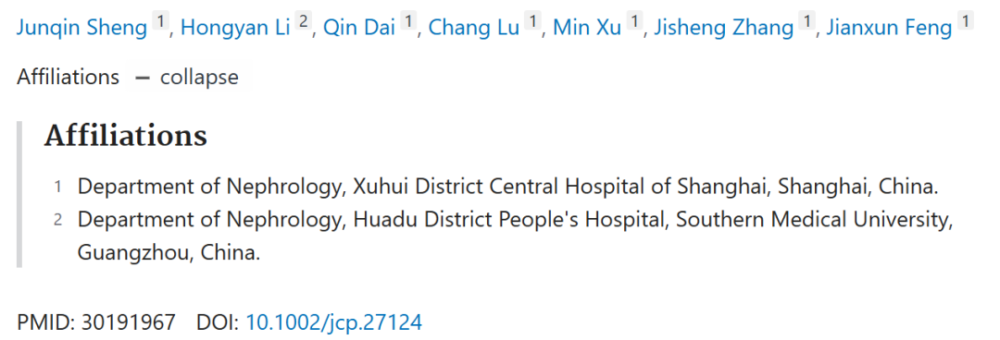 Junqin Sheng 1, Hongyan Li 2, Qin Dai 1, Chang Lu 1, Min Xu 1, Jisheng Zhang 1, Jianxun Feng 1
Affiliations − collapse
Affiliations
1 Department of Nephrology, Xuhui District Central Hospital of Shanghai, Shanghai, China.
2 Department of Nephrology, Huadu District People's Hospital, Southern Medical University,
Guangzhou, China.
PMID: 30191967 DOI: 10.1002/jcp.27124